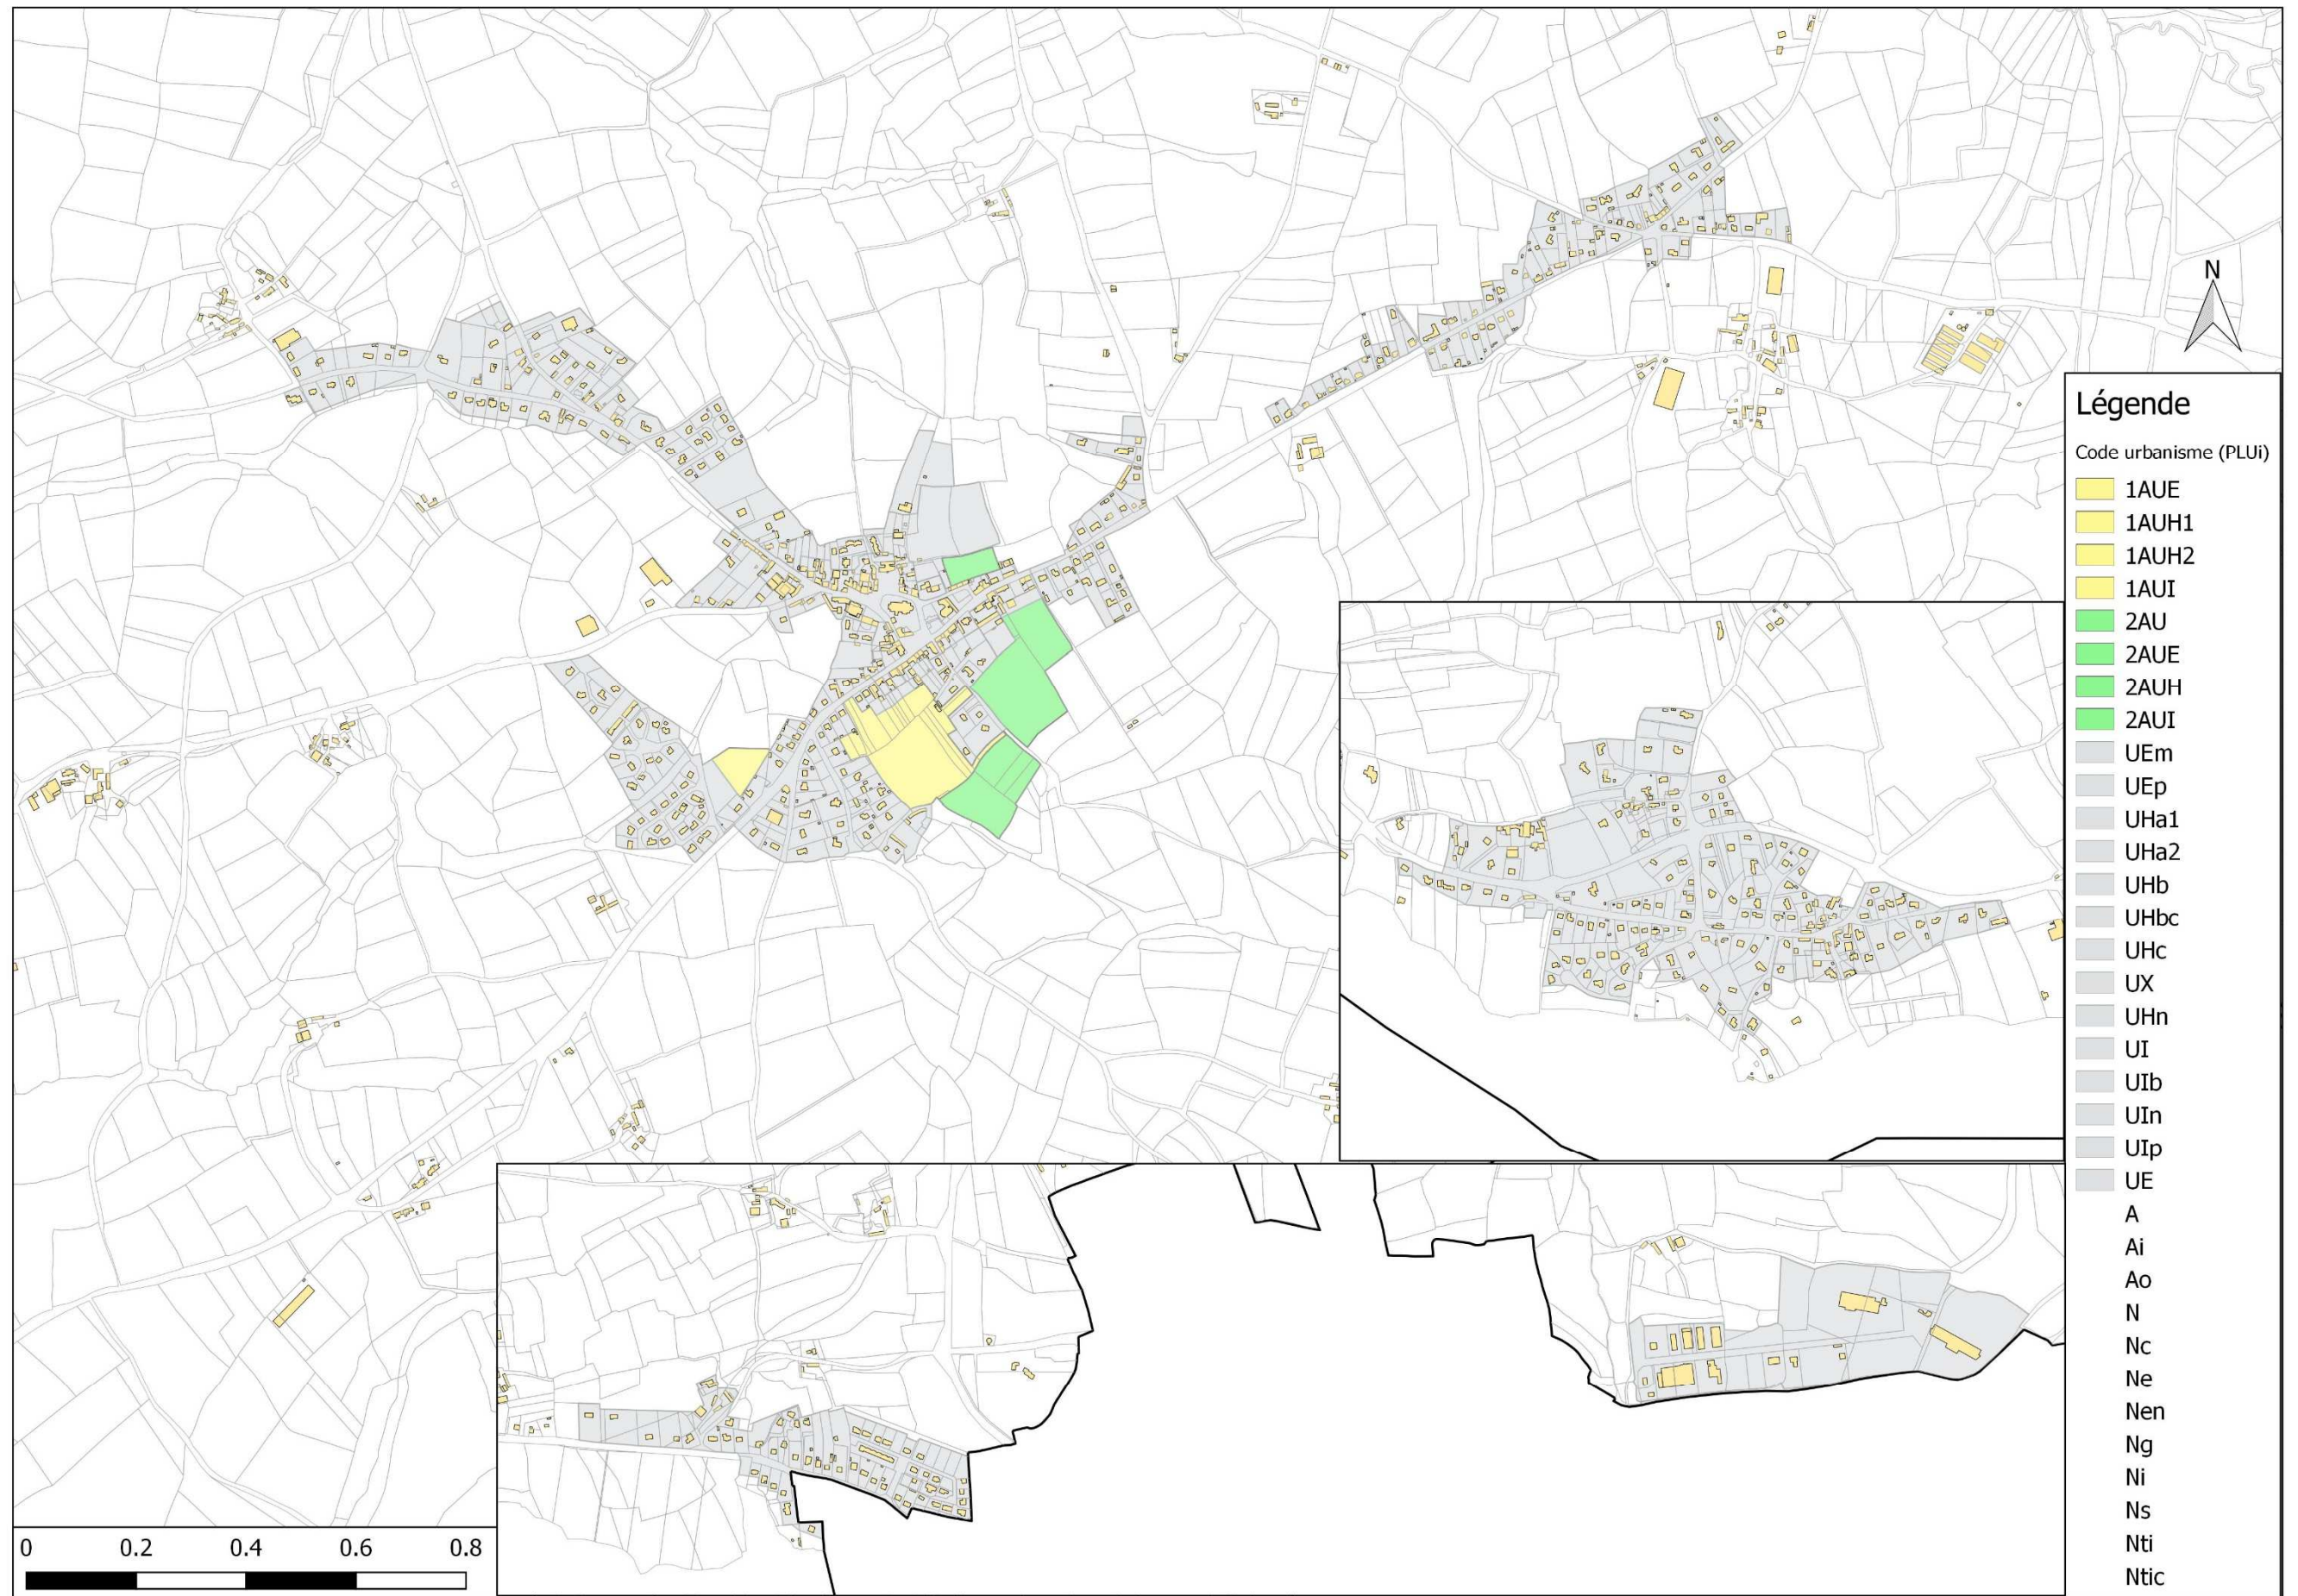 N
Légende
Code urbanisme (PLUi)
1AUE
1AUH1
1AUH2
1AUI
2AU
2AUE
2AUH
2AUI
UEm
UEp
UHa1
UHa2
UHb
UHbc
UHc
UX
UHn
UI
UIb
UIn
UIp
UE
A
Ai
Ao
N
Nc
Ne
Nen
Ng
Ni
Ns
Nti
Ntic
0 0.2 0.4 0.6 0.8